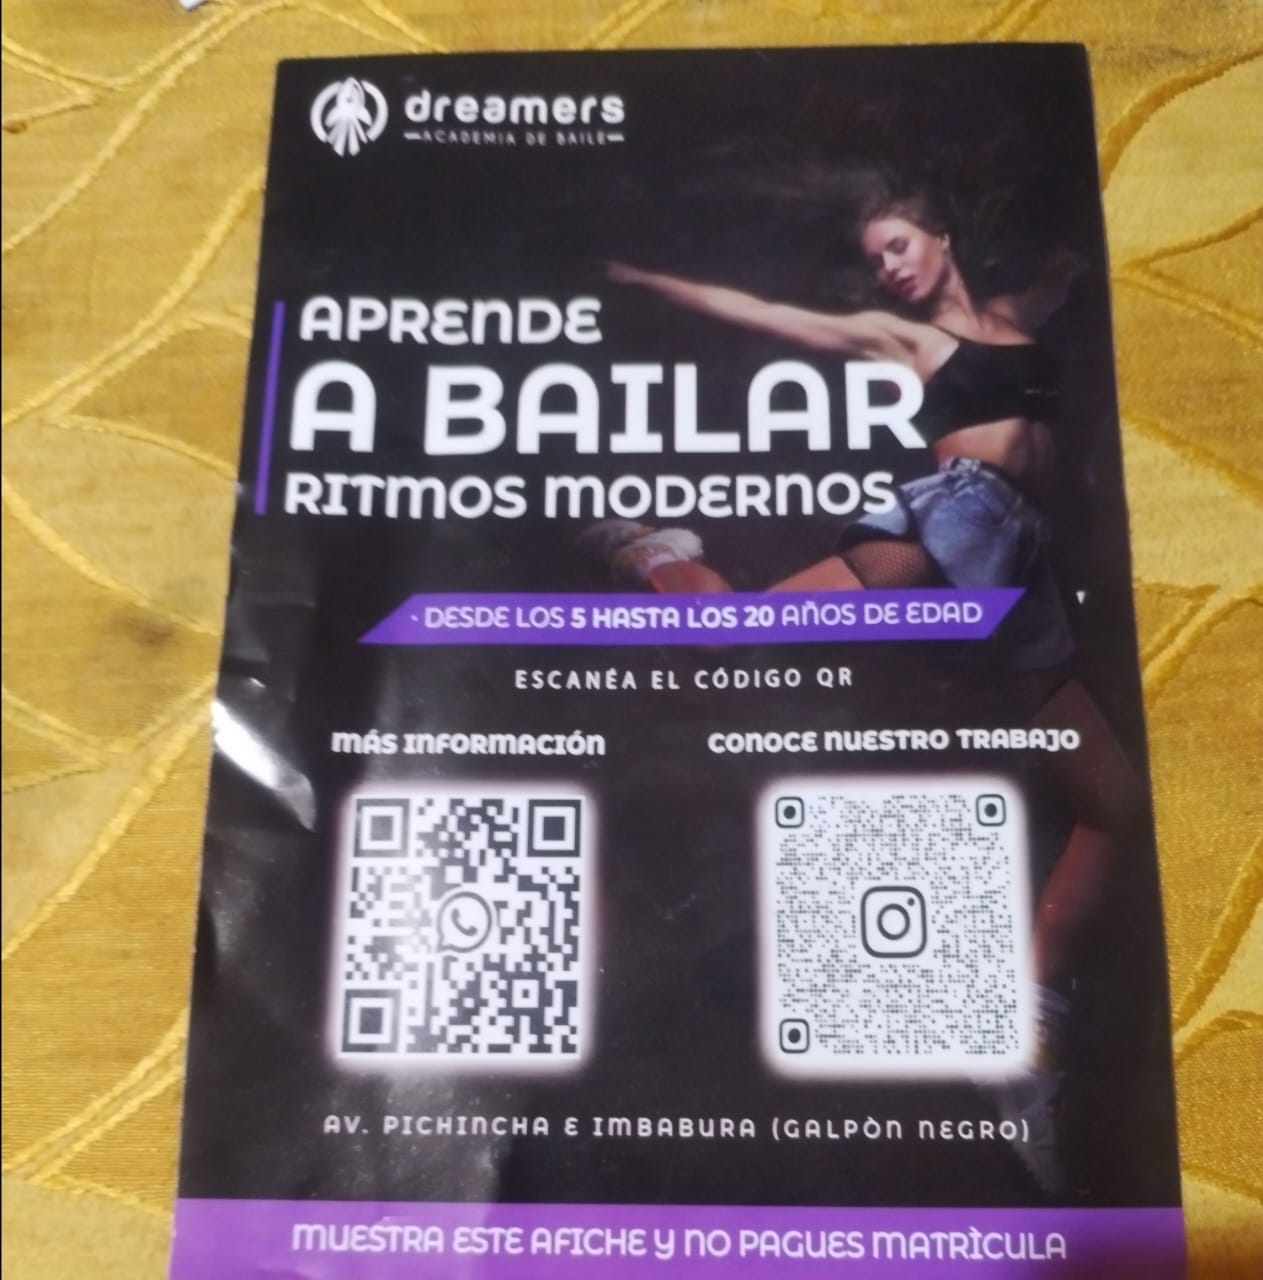 dreamers
ACADEMIA DE BAILE
APRENDE
A BAILAR
RITMOS MODERNOS
· DESDE LOS 5 HASTA LOS 20 AÑOS DE EDAD
ESCANÉA EL CÓDIGO QR
MÁS INFORMACIÓN
CONOCE NUESTRO TRABAJO
AV. PICHINCHA E IMBABURA (GALPÒN NEGRO)
MUESTRA ESTE AFICHE Y NO PAGUES MATRÌCULA